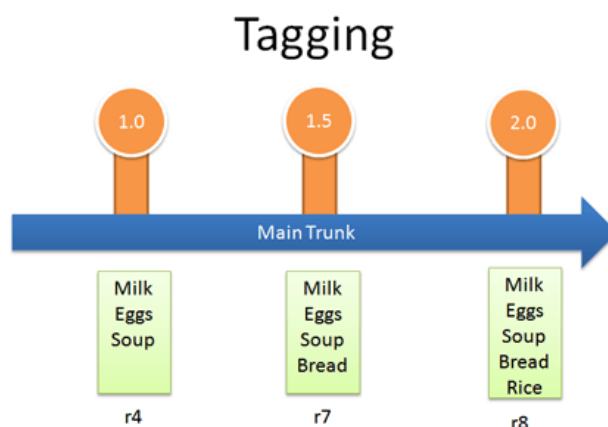 Tagging
1.0
1.5
2.0
Main Trunk
Milk
Eggs
Soup
Milk
Eggs
Soup
Bread
Milk
Eggs
Soup
Bread
Rice
r4
r7
r8